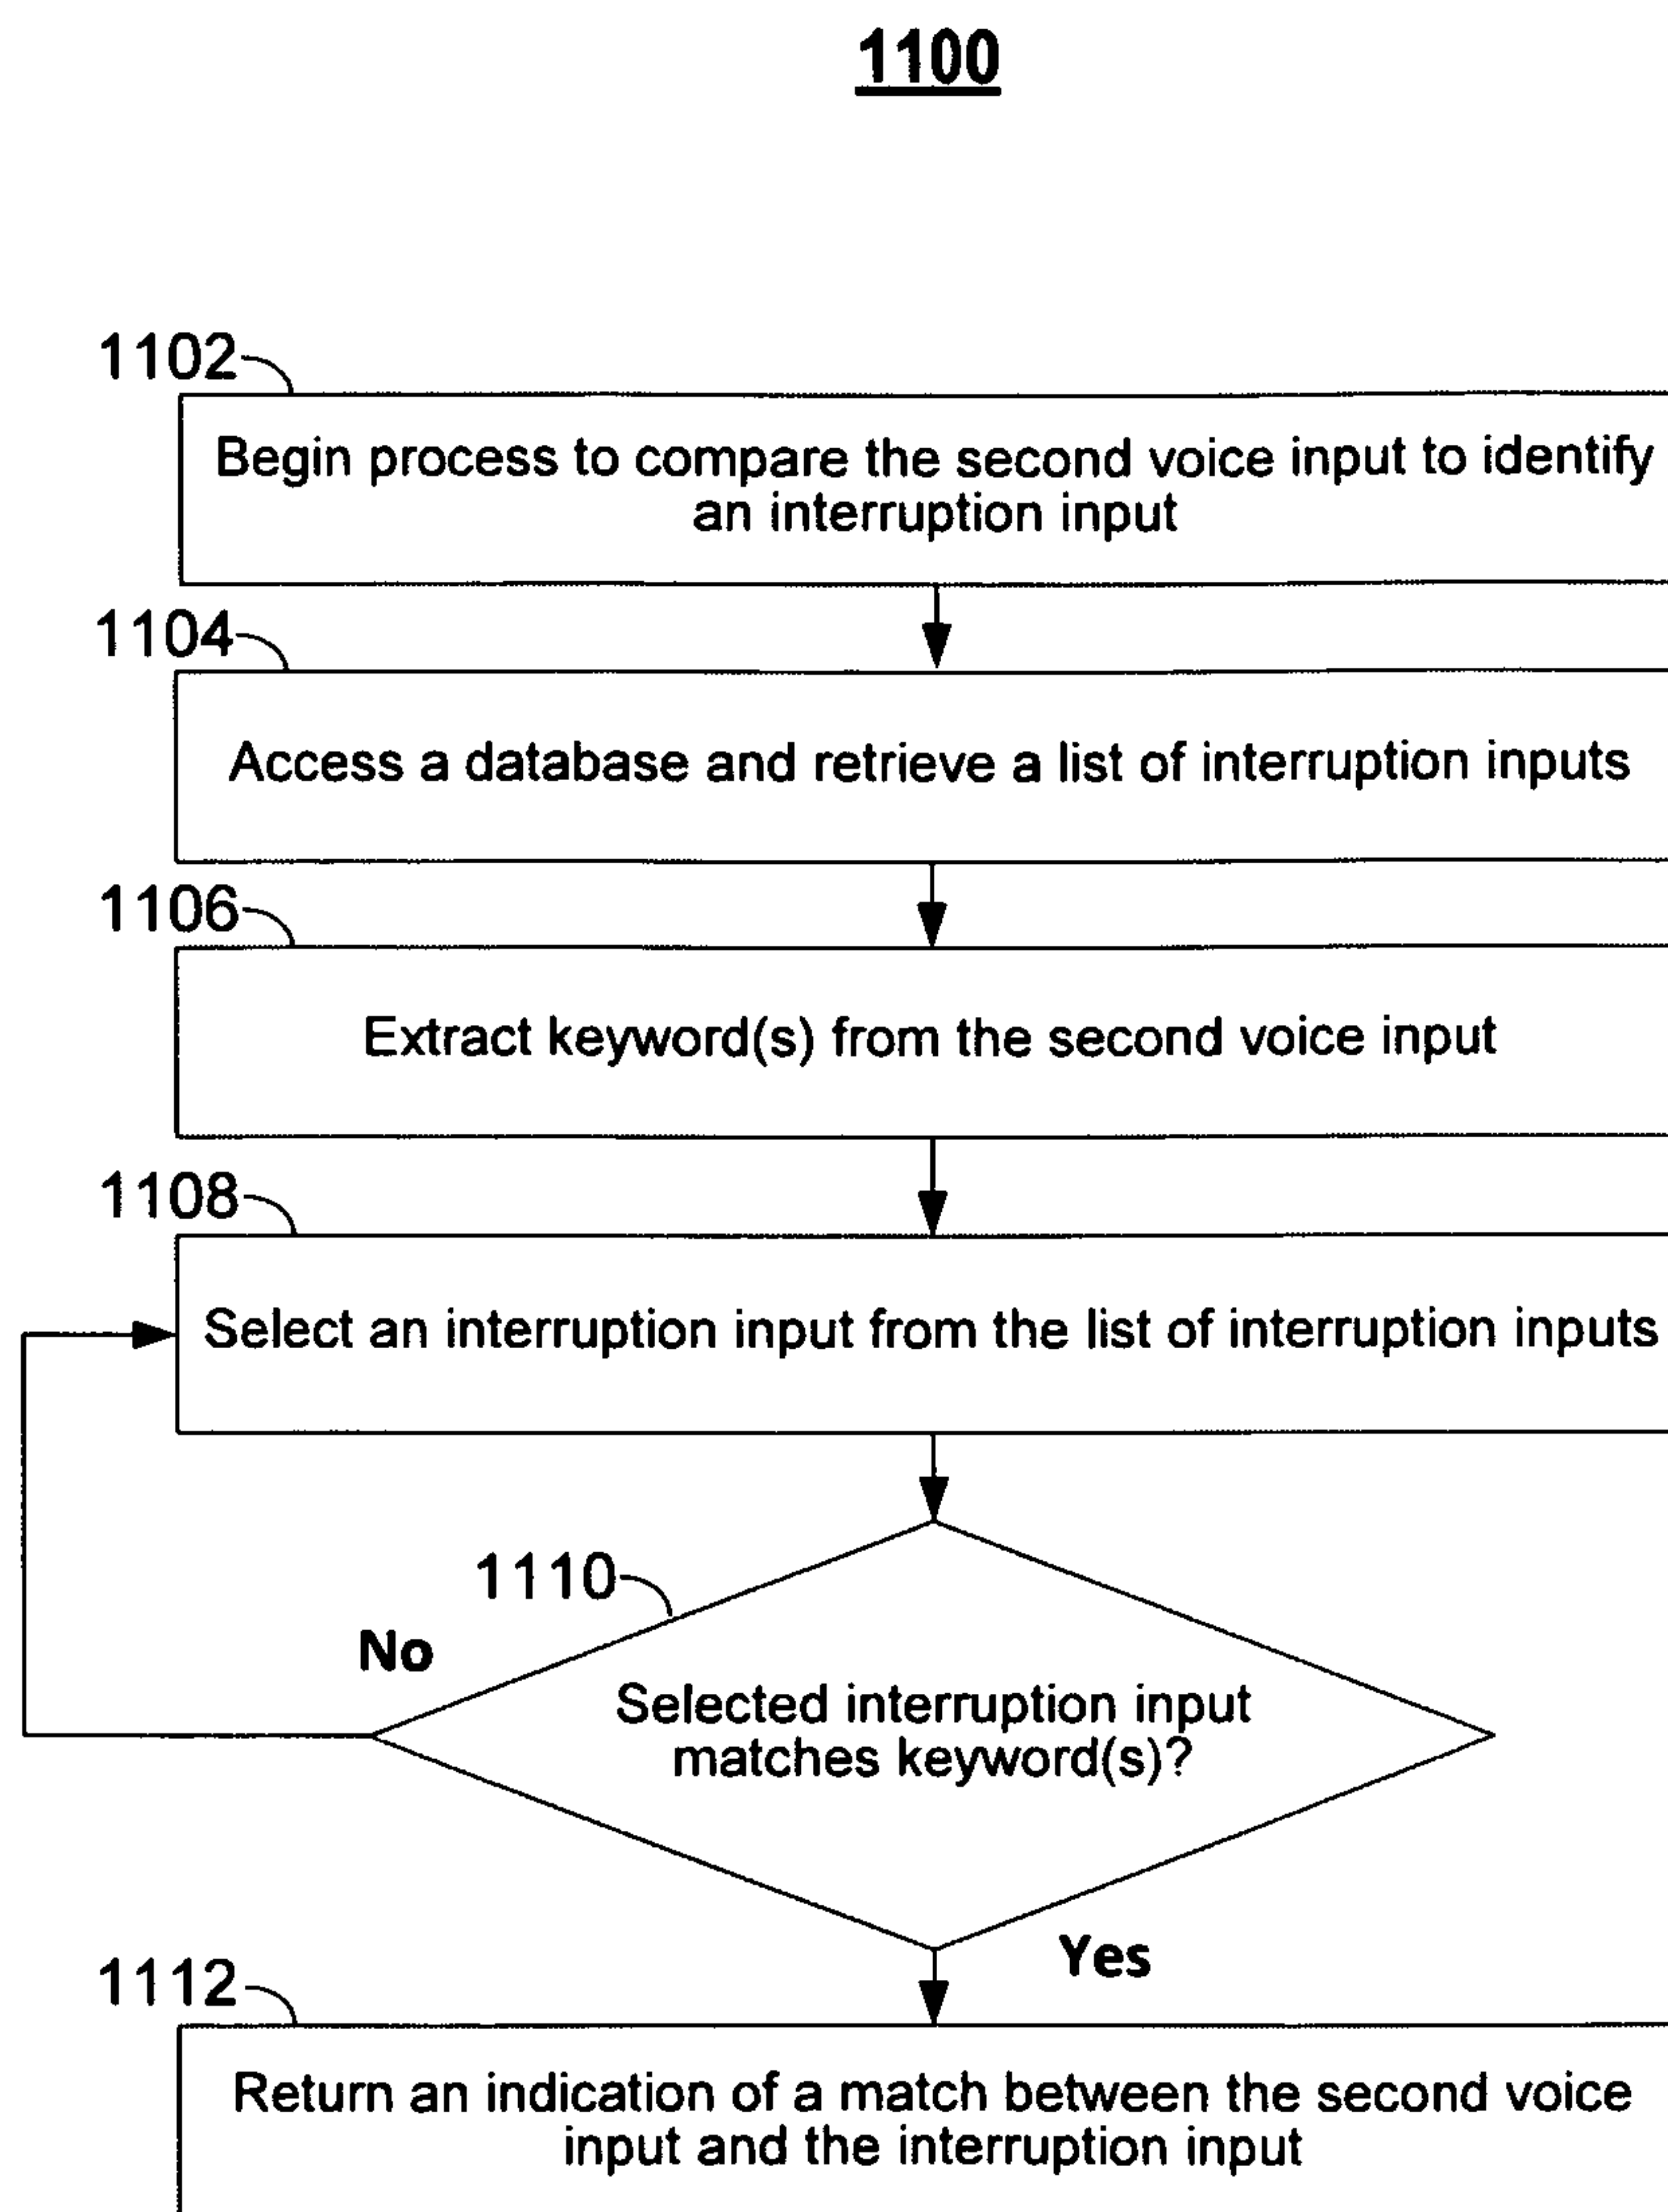 1100
1102
Begin process to compare the second voice input to identify
an interruption input
1104
Access a database and retrieve a list of interruption inputs
1106
Extract keyword(s) from the second voice input
1108
Select an interruption input from the list of interruption inputs
1110
No
Selected interruption input
matches keyword(s)?
Yes
1112
Return an indication of a match between the second voice
input and the interruption input